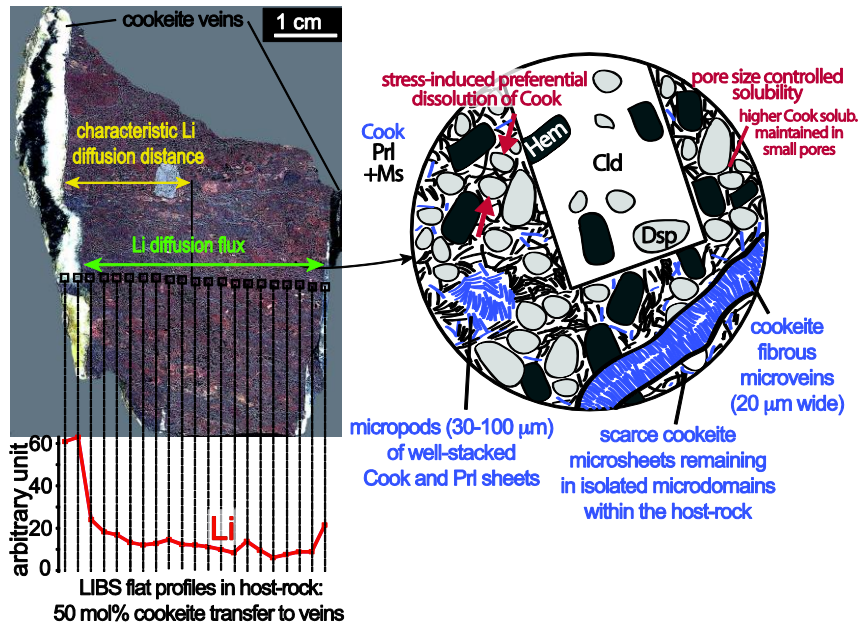 cookeite veins
1 cm
characteristic Li
diffusion distance
Li diffusion flux
stress-induced preferential
dissolution of Cook
pore size controlled
solubility
higher Cook solub.
maintained in
small pores
Cook
Prl
+Ms
Hem
Cld
Dsp
cookeite
fibrous
microveins
(20 µm wide)
micropods (30-100 µm)
of well-stacked
Cook and Prl sheets
scarce cookeite
microsheets remaining
in isolated microdomains
within the host-rock
arbitrary unit
60
40
20
0
Li
LIBS flat profiles in host-rock:
50 mol% cookeite transfer to veins